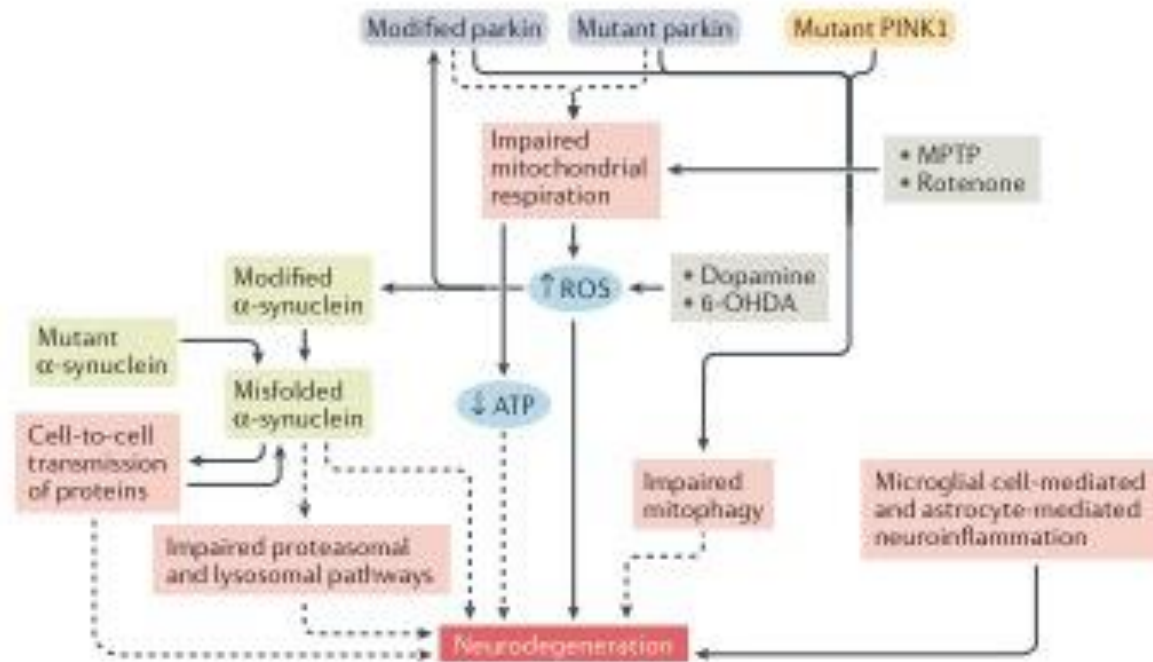 Modified parkin
Mutant parkin
Mutant PINK1
Impaired
mitochondrial
respiration
• MPTP
• Rotenone
Modified
α-synuclein
↑ ROS
• Dopamine
• 6-OHDA
Mutant
α-synuclein
Misfolded
α-synuclein
⇩ ATP
Cell-to-cell
transmission
of proteins
Impaired
mitophagy
Microglial cell-mediated
and astrocyte-mediated
neuroinflammation
Impaired proteasomal
and lysosomal pathways
Neurodegeneration